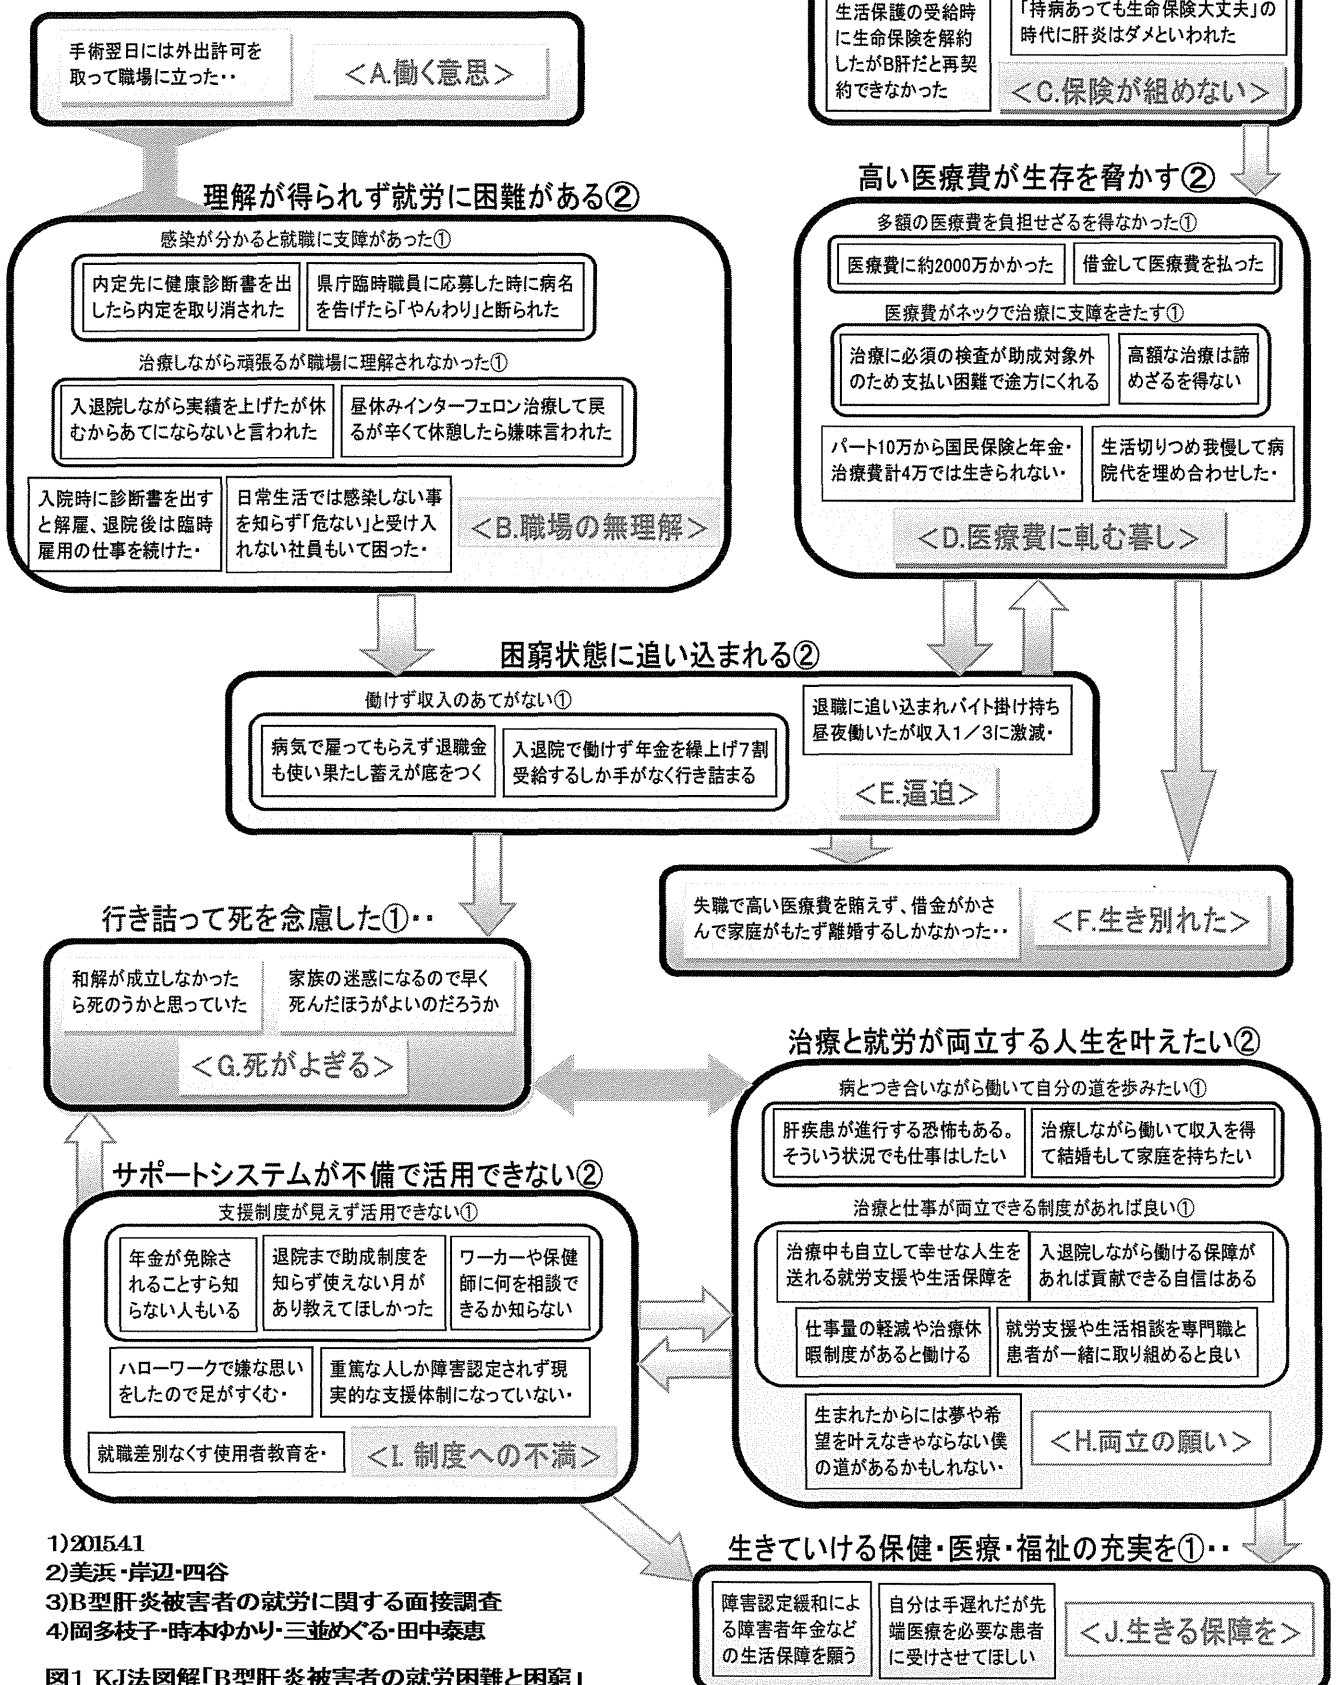 手術翌日には外出許可を
取って職場に立った・・
＜A.働く意思＞
生活保護の受給時
に生命保険を解約
したがB肝だと再契
約できなかった
「持病あっても生命保険大丈夫」の
時代に肝炎はダメといわれた
＜C.保険が組めない＞
理解が得られず就労に困難がある②
感染が分かると就職に支障があった①
内定先に健康診断書を出
したら内定を取り消された
県庁臨時職員に応募した時に病名
を告げたら「やんわり」と断られた
治療しながら頑張るが職場に理解されなかった①
入退院しながら実績を上げたが休
むからあてにならないと言われた
昼休みインターフェロン治療して戻
るが辛くて休憩したら嫌味言われた
入院時に診断書を出す
と解雇、退院後は臨時
雇用の仕事を続けた・
日常生活では感染しない事
を知らず「危ない」と受け入
れない社員もいて困った・
＜B.職場の無理解＞
高い医療費が生存を脅かす②
多額の医療費を負担せざるを得なかった①
医療費に約2000万かかった
借金して医療費を払った
医療費がネックで治療に支障をきたす①
治療に必須の検査が助成対象外
のため支払い困難で途方にくれる
高額な治療は諦
めざるを得ない
パート10万から国民保険と年金・
治療費計4万では生きられない・
生活切りつめ我慢して病
院代を埋め合わせした・
＜D.医療費に軋む暮し＞
困窮状態に追い込まれる②
働けず収入のあてがない①
病気で雇ってもらえず退職金
も使い果たし蓄えが底をつく
入退院で働けず年金を繰上げ7割
受給するしか手がなく行き詰まる
退職に追い込まれバイト掛け持ち
昼夜働いたが収入1／3に激減・
＜E.逼迫＞
失職で高い医療費を賄えず、借金がかさ
んで家庭がもたず離婚するしかなかった・・
＜F.生き別れた＞
行き詰って死を念慮した①・・
和解が成立しなかった
ら死のうかと思っていた
家族の迷惑になるので早く
死んだほうがよいのだろうか
＜G.死がよぎる＞
治療と就労が両立する人生を叶えたい②
病とつき合いながら働いて自分の道を歩みたい①
肝疾患が進行する恐怖もある。
そういう状況でも仕事はしたい
治療しながら働いて収入を得
て結婚もして家庭を持ちたい
治療と仕事が両立できる制度があれば良い①
治療中も自立して幸せな人生を
送れる就労支援や生活保障を
入退院しながら働ける保障が
あれば貢献できる自信はある
仕事量の軽減や治療休
暇制度があると働ける
就労支援や生活相談を専門職と
患者が一緒に取り組めると良い
生まれたからには夢や希
望を叶えなきゃならない僕
の道があるかもしれない・
＜H.両立の願い＞
サポートシステムが不備で活用できない②
支援制度が見えず活用できない①
年金が免除さ
れることすら知
らない人もいる
退院まで助成制度を
知らず使えない月が
あり教えてほしかった
ワーカーや保健
師に何を相談で
きるか知らない
ハローワークで嫌な思い
をしたので足がすくむ・
重篤な人しか障害認定されず現
実的な支援体制になっていない・
就職差別なくす使用者教育を・
＜I.制度への不満＞
生きていける保健・医療・福祉の充実を①・・
障害認定緩和によ
る障害者年金など
の生活保障を願う
自分は手遅れだが先
端医療を必要な患者
に受けさせてほしい
＜J.生きる保障を＞
1)2015.4.1
2)美浜・岸辺・四谷
3)B型肝炎被害者の就労に関する面接調査
4)岡多枝子・時本ゆかり・三並めぐる・田中泰恵
図1 KJ法図解「B型肝炎被害者の就労困難と困窮」